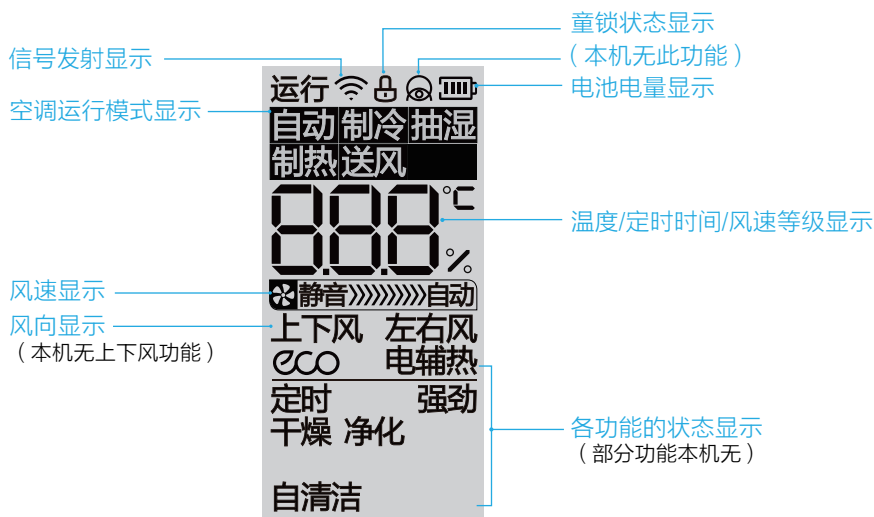 童锁状态显示
（本机无此功能）
信号发射显示
电池电量显示
空调运行模式显示
运行
自动 制冷 抽湿
制热 送风
8.8.8 ℃
%
温度/定时时间/风速等级显示
风速显示
静音 》》》》》 自动
风向显示
（本机无上下风功能）
上下风 左右风
eco 电辅热
定时 强劲
干燥 净化
各功能的状态显示
（部分功能本机无）
自清洁